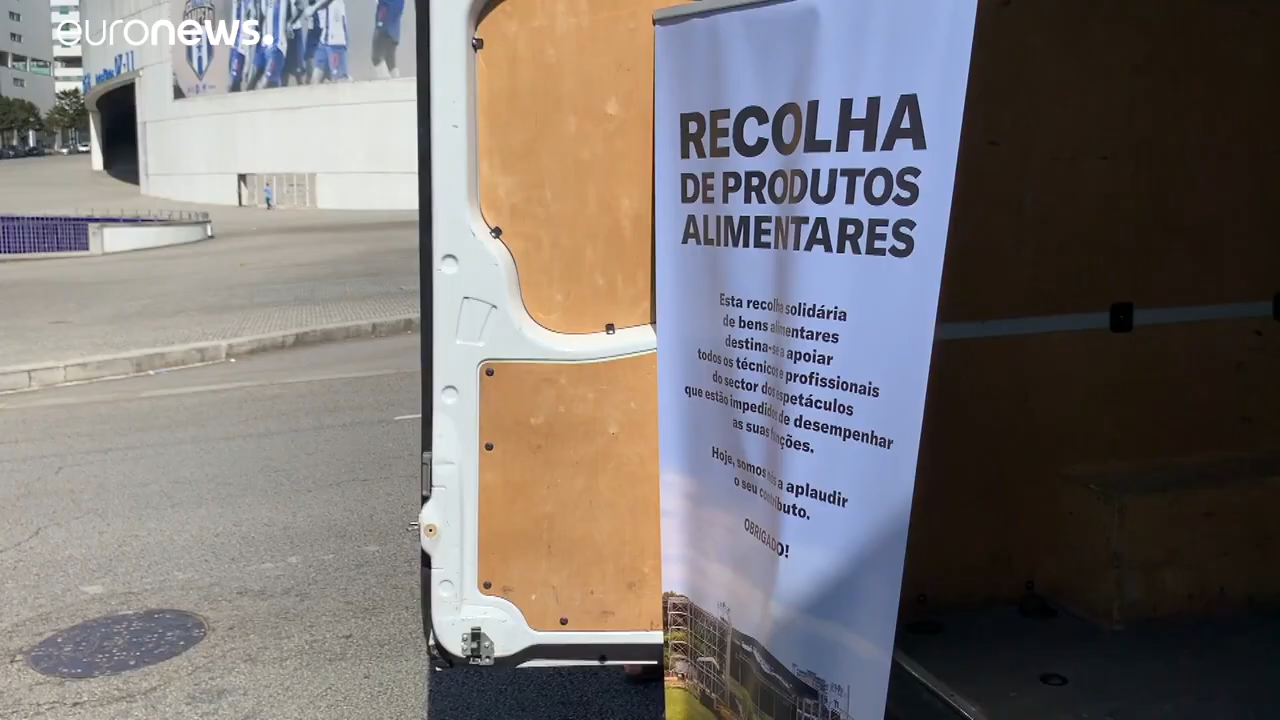 euronews.
RECOLHA
DE PRODUTOS
ALIMENTARES
Esta recolha solidária
de bens alimentares
destina-se a apoiar
todos os técnicos e profissionais
do sector dos espetáculos
que estão impedidos de desempenhar
as suas funções.
Hoje, somos nós a aplaudir
o seu contributo.
OBRIGADO!